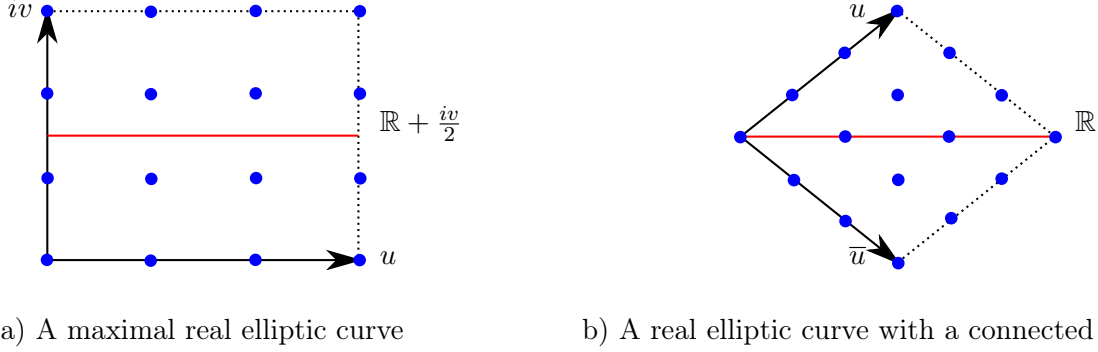 iv
u
ℝ + iv/2
u
ℝ
u̅
a) A maximal real elliptic curve
b) A real elliptic curve with a connected